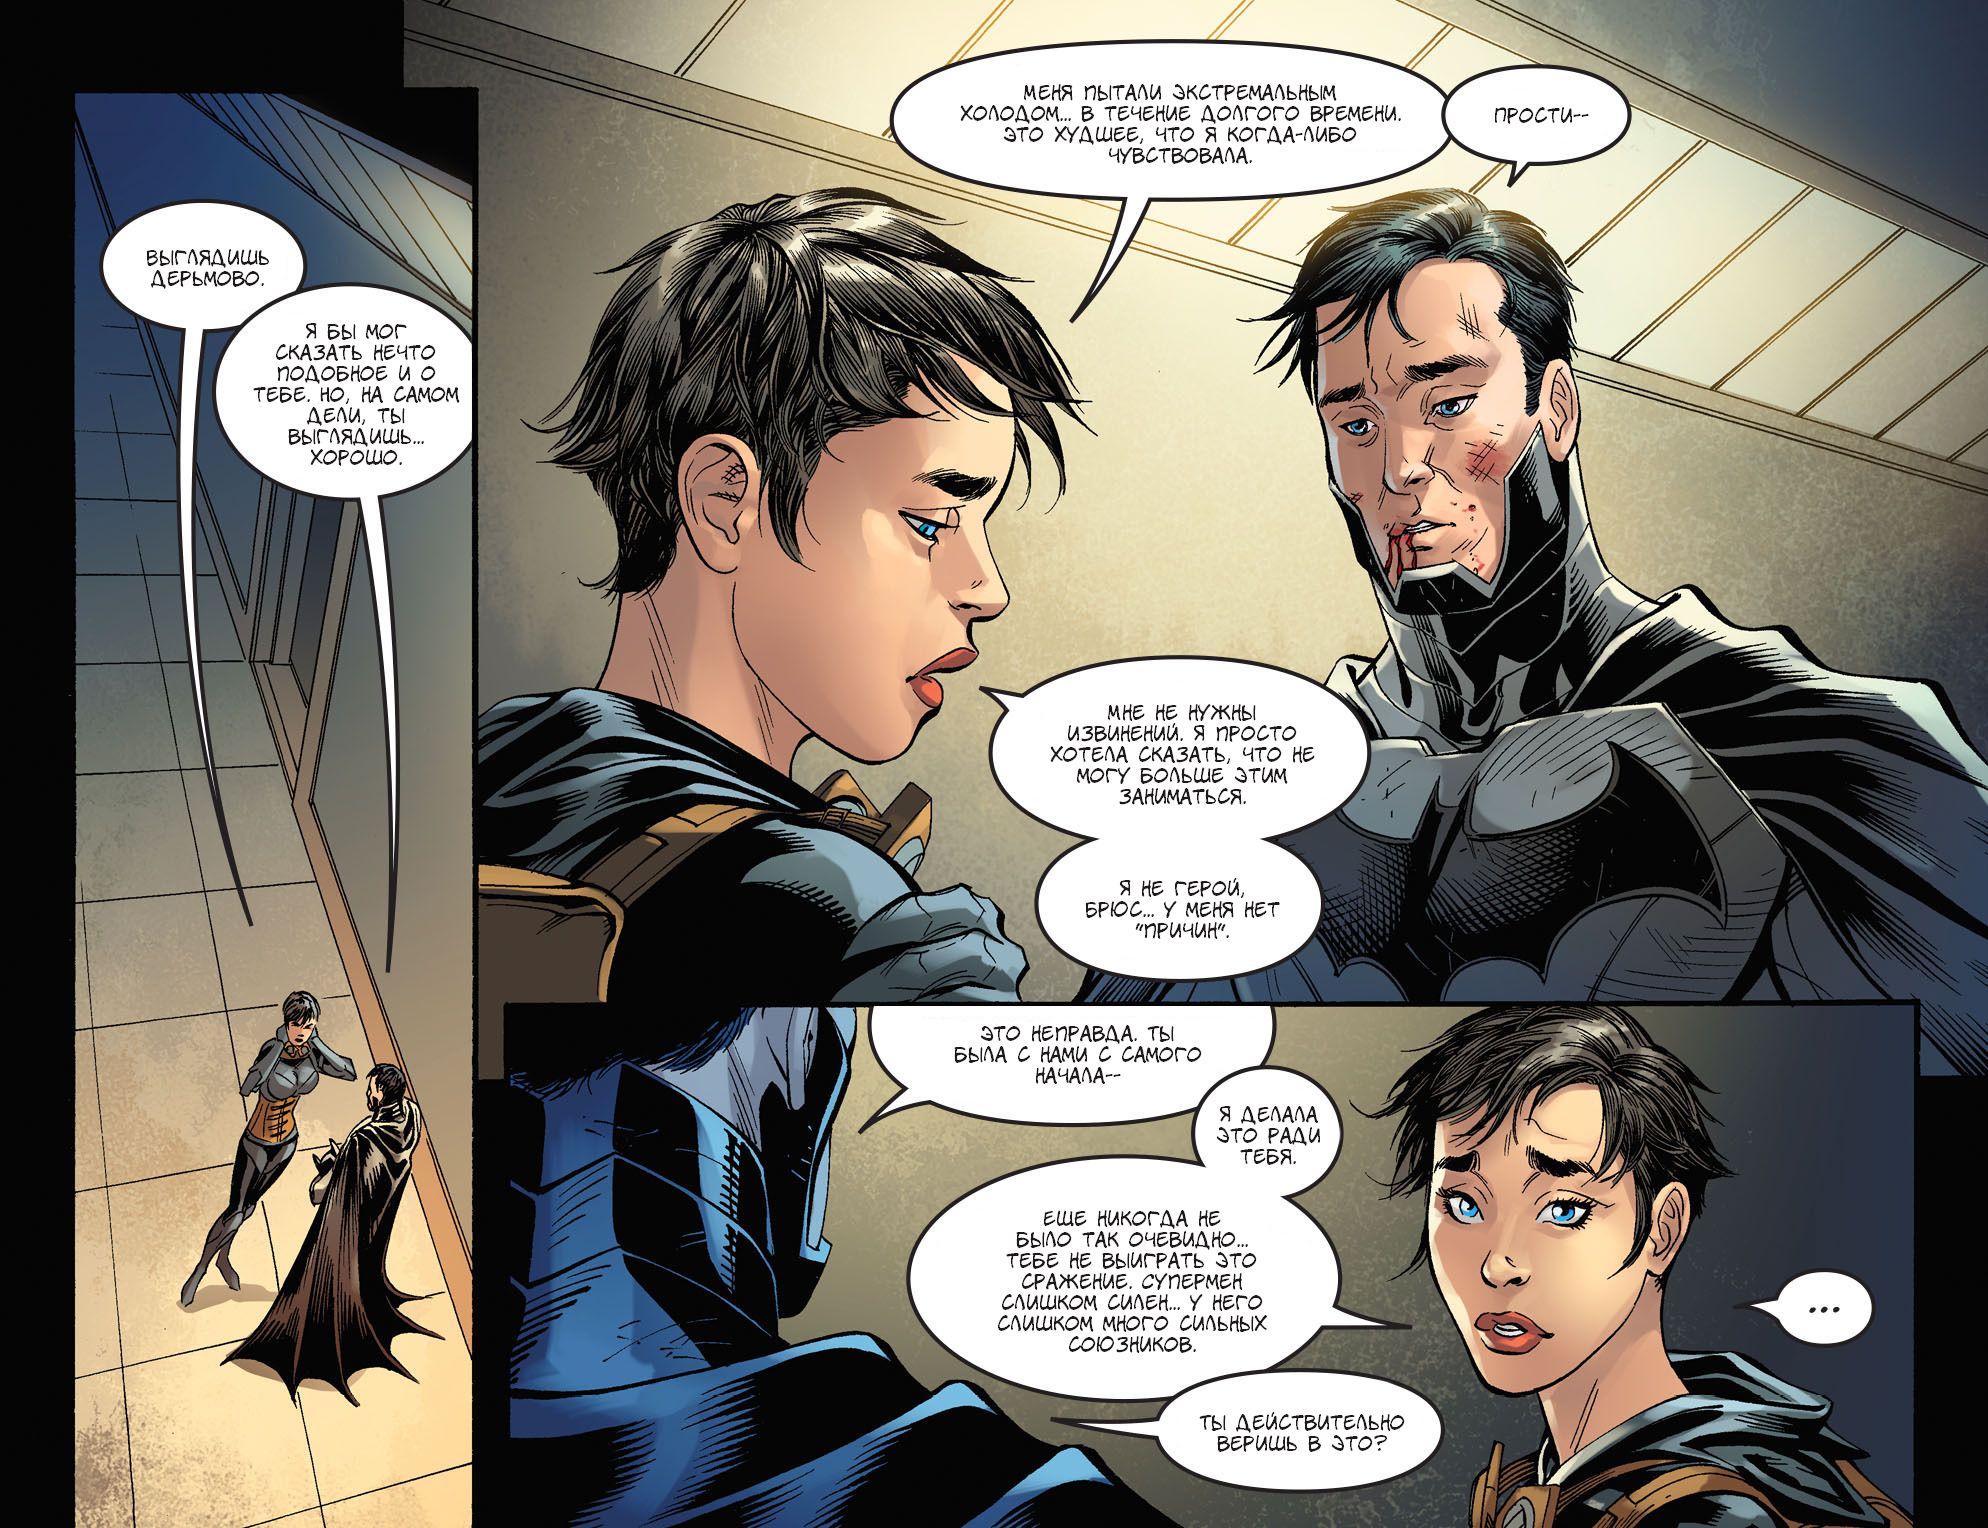 ВЫГЛЯДИШЬ
ДЕРЬМОВО.
Я БЫ МОГ
СКАЗАТЬ НЕЧТО
ПОДОБНОЕ И О
ТЕБЕ. НО, НА САМОМ
ДЕЛИ, ТЫ
ВЫГЛЯДИШЬ...
ХОРОШО.
МЕНЯ ПЫТАЛИ ЭКСТРЕМАЛЬНЫМ
ХОЛОДОМ... В ТЕЧЕНИЕ ДОЛГОГО ВРЕМЕНИ.
ЭТО ХУДШЕЕ, ЧТО Я КОГДА-ЛИБО
ЧУВСТВОВАЛА.
ПРОСТИ--
МНЕ НЕ НУЖНЫ
ИЗВИНЕНИЙ. Я ПРОСТО
ХОТЕЛА СКАЗАТЬ, ЧТО НЕ
МОГУ БОЛЬШЕ ЭТИМ
ЗАНИМАТЬСЯ.
Я НЕ ГЕРОЙ,
БРЮС... У МЕНЯ НЕТ
"ПРИЧИН".
ЭТО НЕПРАВДА. ТЫ
БЫЛА С НАМИ С САМОГО
НАЧАЛА--
Я ДЕЛАЛА
ЭТО РАДИ
ТЕБЯ.
ЕЩЕ НИКОГДА НЕ
БЫЛО ТАК ОЧЕВИДНО...
ТЕБЕ НЕ ВЫИГРАТЬ ЭТО
СРАЖЕНИЕ. СУПЕРМЕН
СЛИШКОМ СИЛЕН... У НЕГО
СЛИШКОМ МНОГО СИЛЬНЫХ
СОЮЗНИКОВ.
ТЫ ДЕЙСТВИТЕЛЬНО
ВЕРИШЬ В ЭТО?
...